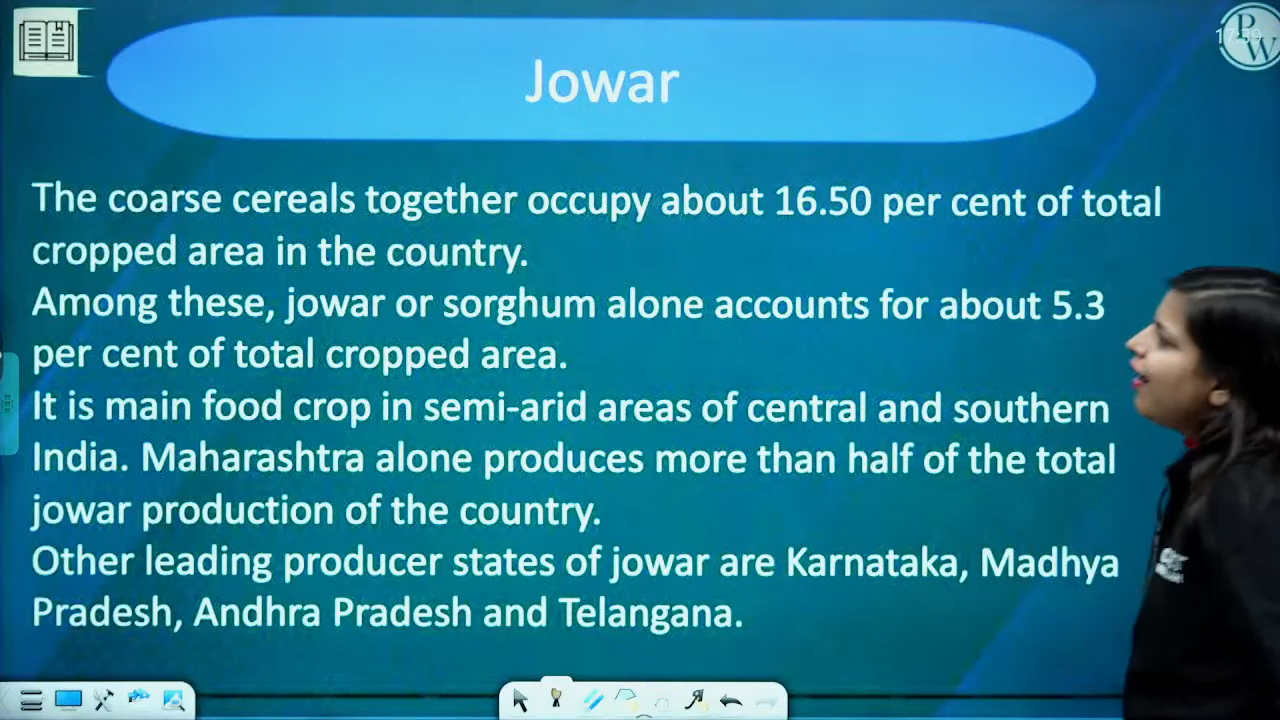 Jowar
PW
17:39
The coarse cereals together occupy about 16.50 per cent of total
cropped area in the country.
Among these, jowar or sorghum alone accounts for about 5.3
per cent of total cropped area.
It is main food crop in semi-arid areas of central and southern
India. Maharashtra alone produces more than half of the total
jowar production of the country.
Other leading producer states of jowar are Karnataka, Madhya
Pradesh, Andhra Pradesh and Telangana.